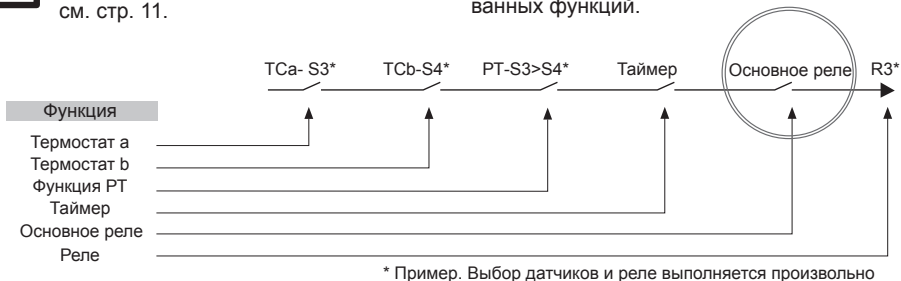 см. стр. 11.
ванных функций.
TCa- S3* TCb-S4* PT-S3>S4* Таймер Основное реле R3*
Функция
Термостат a
Термостат b
Функция PT
Таймер
Основное реле
Реле
* Пример. Выбор датчиков и реле выполняется произвольно